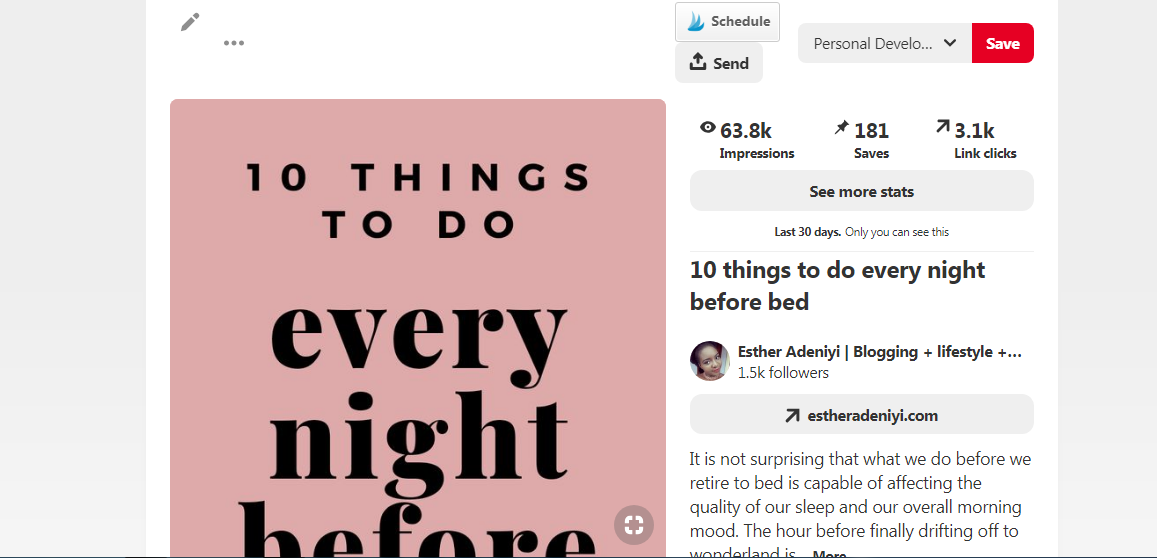 Schedule
Send
Personal Develo...
Save
10 THINGS
TO DO
every
night
before
63.8k
Impressions
181
Saves
3.1k
Link clicks
See more stats
Last 30 days. Only you can see this
10 things to do every night
before bed
Esther Adeniyi | Blogging + lifestyle +...
1.5k followers
estheradeniyi.com
It is not surprising that what we do before we
retire to bed is capable of affecting the
quality of our sleep and our overall morning
mood. The hour before finally drifting off to
wonderland is... More